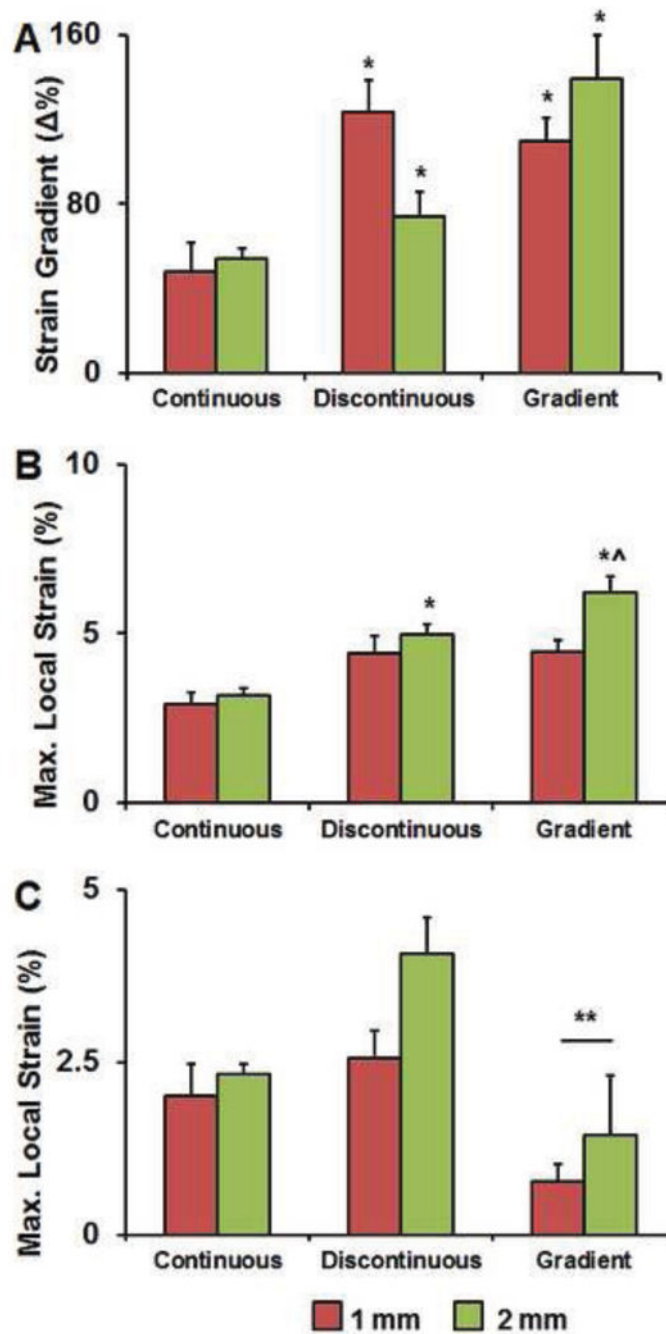 A
Strain Gradient (Δ%)
160
80
0
*
*
*
*
Continuous
Discontinuous
Gradient
B
Max. Local Strain (%)
10
5
0
*
*^
Continuous
Discontinuous
Gradient
C
Max. Local Strain (%)
5
2.5
0
**
Continuous
Discontinuous
Gradient
1 mm
2 mm